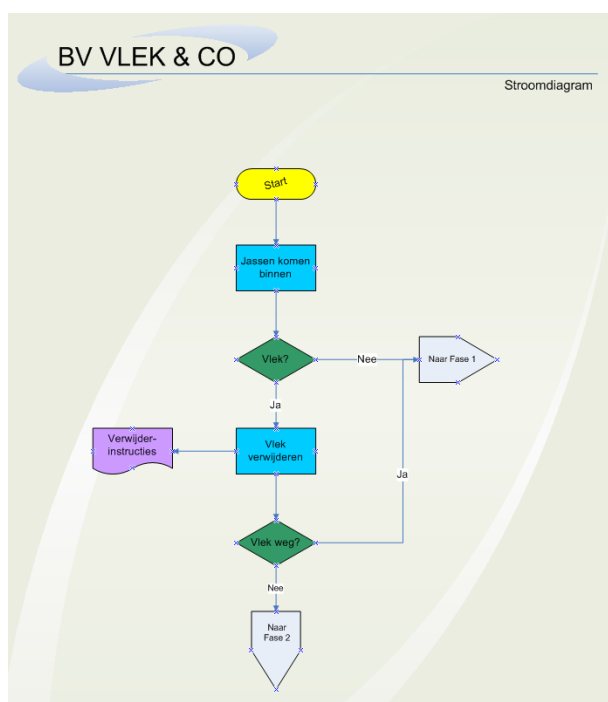 BV VLEK & CO
Stroomdiagram
Start
Jassen komen
binnen
Vlek?
Nee
Naar Fase 1
Ja
Verwijder-
instructies
Vlek
verwijderen
Ja
Vlek weg?
Nee
Naar
Fase 2